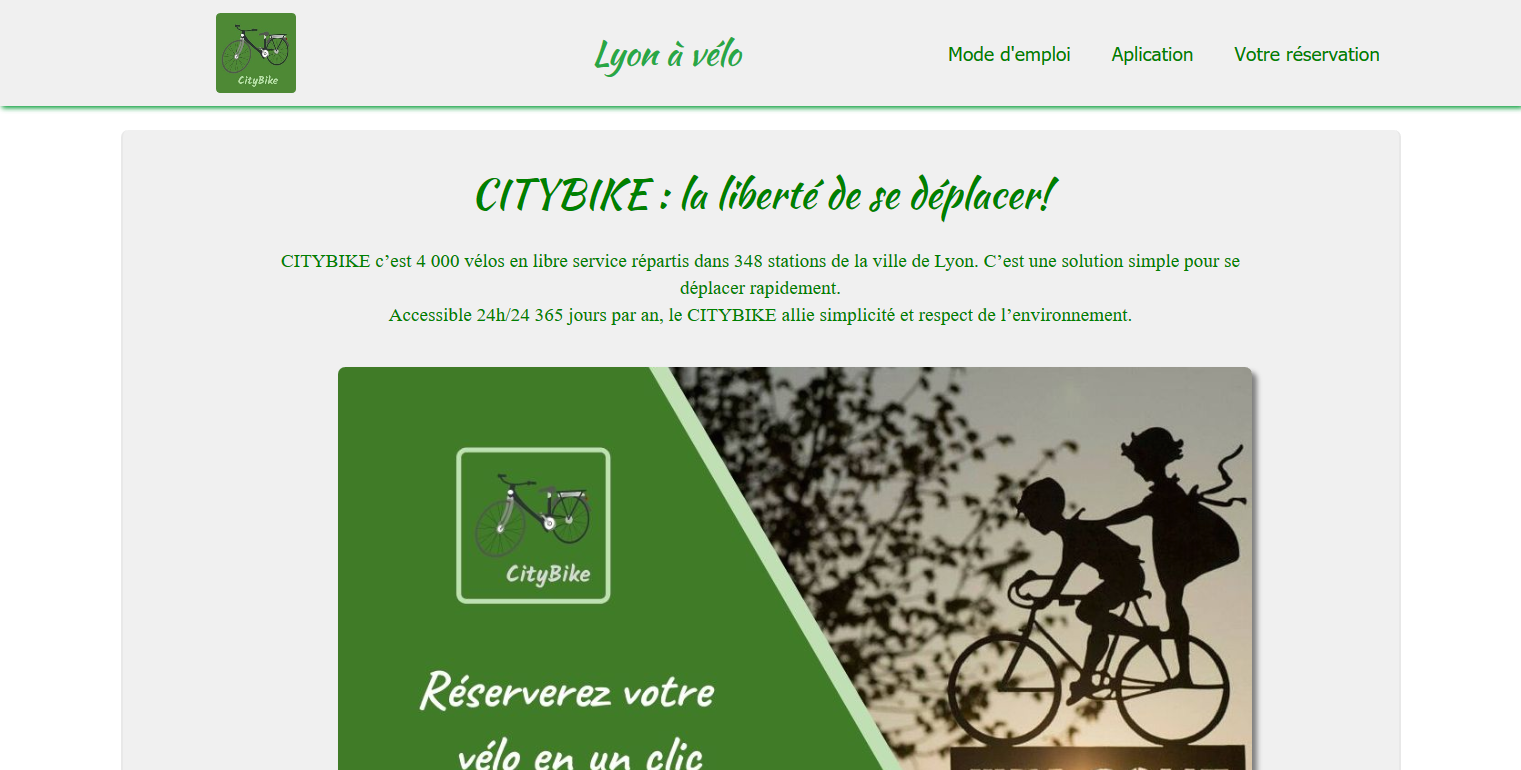 CityBike
Lyon à vélo
Mode d'emploi
Aplication
Votre réservation
CITYBIKE : la liberté de se déplacer!
CITYBIKE c’est 4 000 vélos en libre service répartis dans 348 stations de la ville de Lyon. C’est une solution simple pour se
déplacer rapidement.
Accessible 24h/24 365 jours par an, le CITYBIKE allie simplicité et respect de l’environnement.
CityBike
Réserverez votre
vélo en un clic